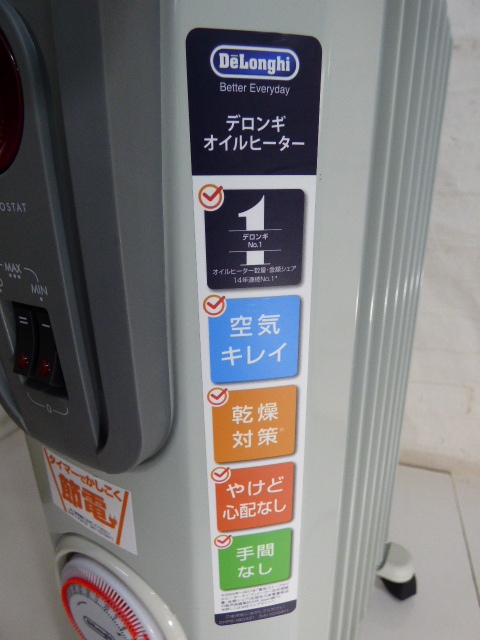 DeLonghi
Better Everyday
デロンギ
オイルヒーター
1
デロンギ
No.1
オイルヒーター数量・金額シェア
14年連続No.1*
空気
キレイ
乾燥
対策
やけど
心配なし
手間
なし
OSTAT
MAX
MIN
タイマーでかしこく
節電
DeLonghi